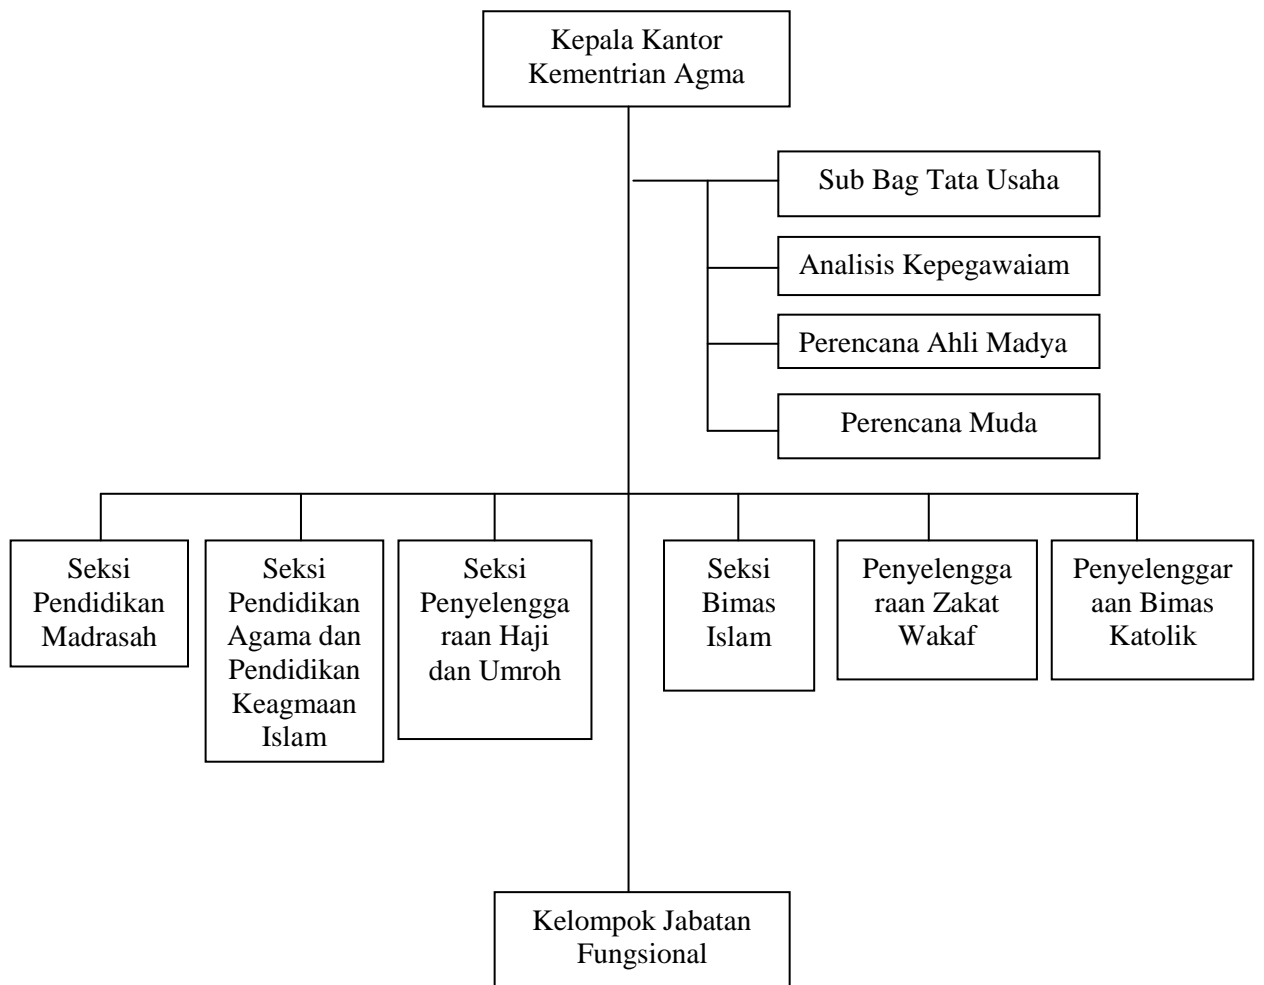 Kepala Kantor
Kementrian Agma
Sub Bag Tata Usaha
Analisis Kepegawaiam
Perencana Ahli Madya
Perencana Muda
Seksi
Pendidikan
Madrasah
Seksi
Pendidikan
Agama dan
Pendidikan
Keagmaan
Islam
Seksi
Penyelengga
raan Haji
dan Umroh
Seksi
Bimas
Islam
Penyelengga
raan Zakat
Wakaf
Penyelenggar
aan Bimas
Katolik
Kelompok Jabatan
Fungsional